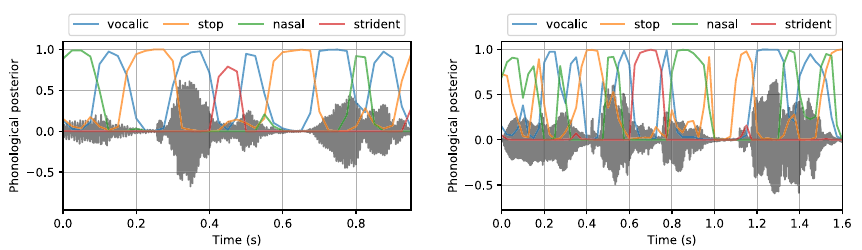 vocalic stop nasal strident
1.0
0.5
0.0
−0.5
Phonological posterior
0.0 0.2 0.4 0.6 0.8
Time (s)
vocalic stop nasal strident
1.0
0.5
0.0
−0.5
Phonological posterior
0.0 0.2 0.4 0.6 0.8 1.0 1.2 1.4 1.6
Time (s)